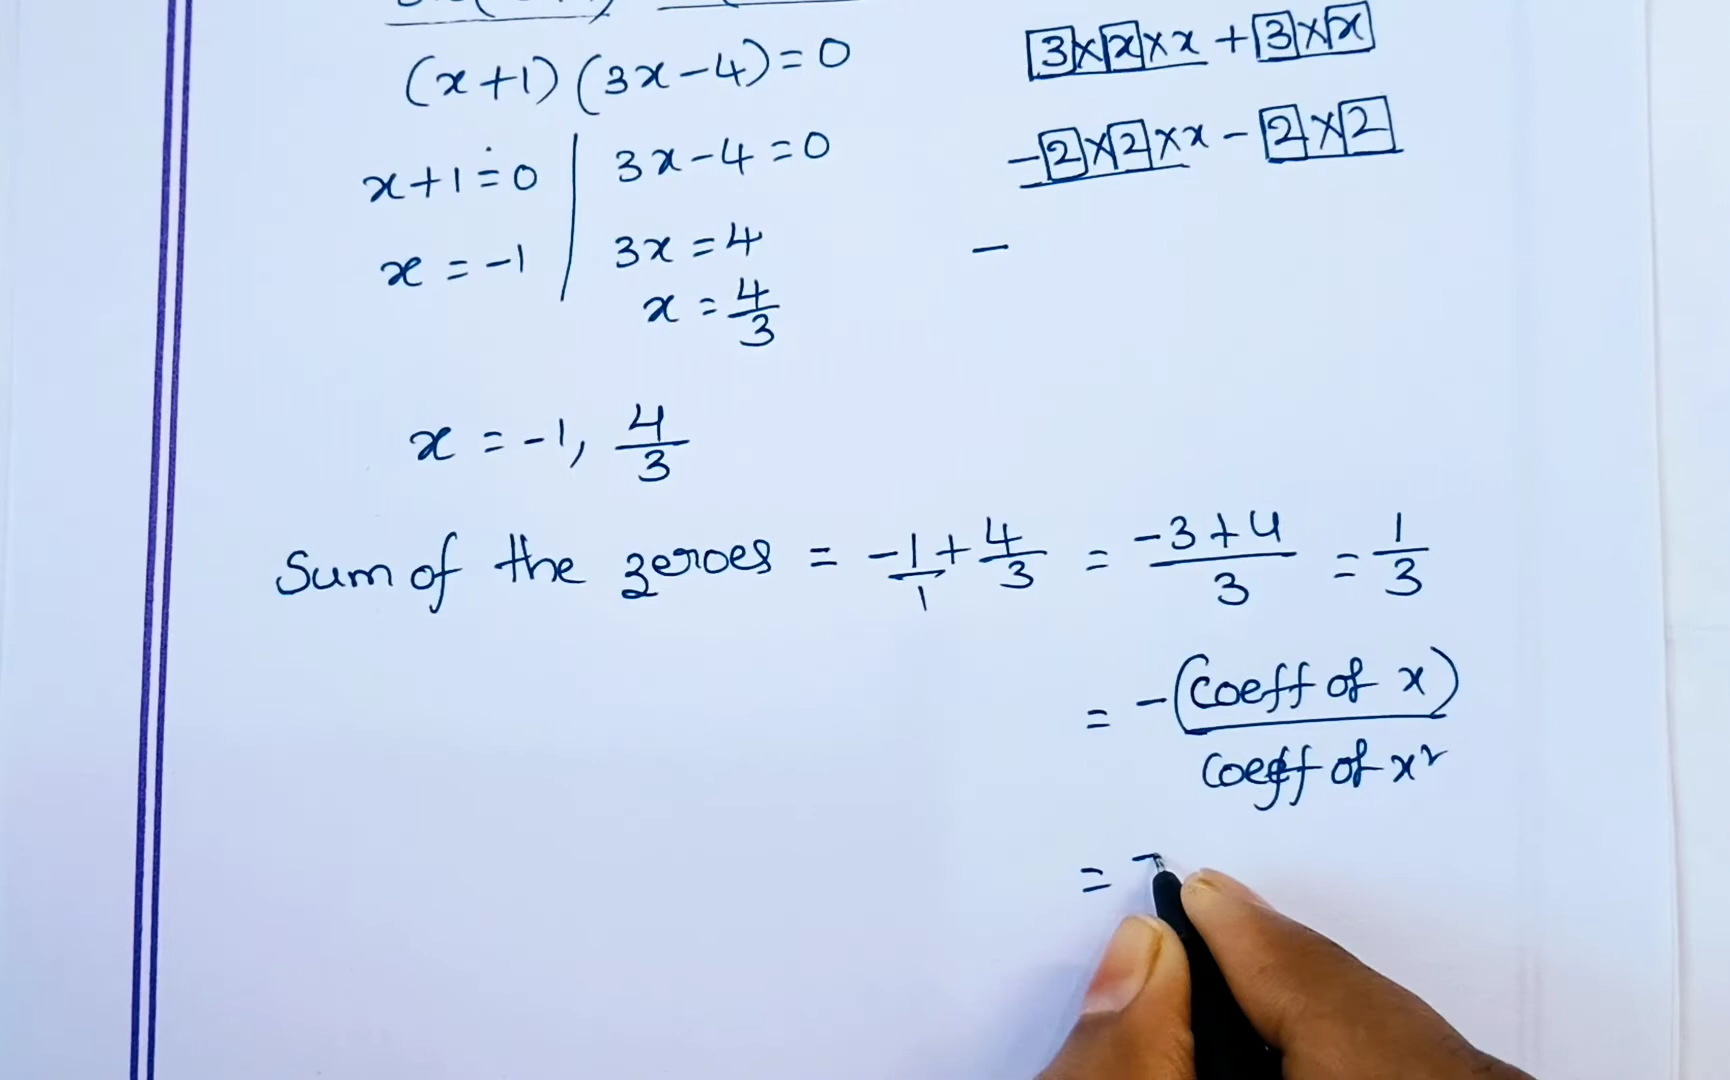 (x+1)(3x-4)=0
3×x×x+3×x
x+1=0
3x-4=0
-2×2×x-2×2
x=-1
3x=4
-
x=4/3
x=-1, 4/3
Sum of the zeroes = -1/1+4/3 = -3+4/3 = 1/3
= -(coeff of x)/coeff of x²
= -